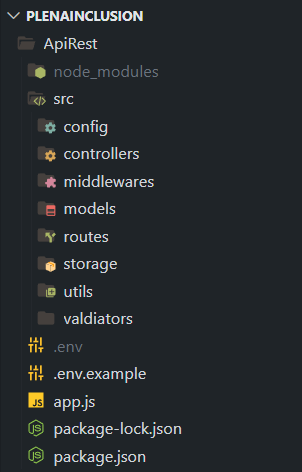 PLENAINCLUSION
ApiRest
node_modules
src
config
controllers
middlewares
models
routes
storage
utils
valdiators
.env
.env.example
JS app.js
package-lock.json
package.json